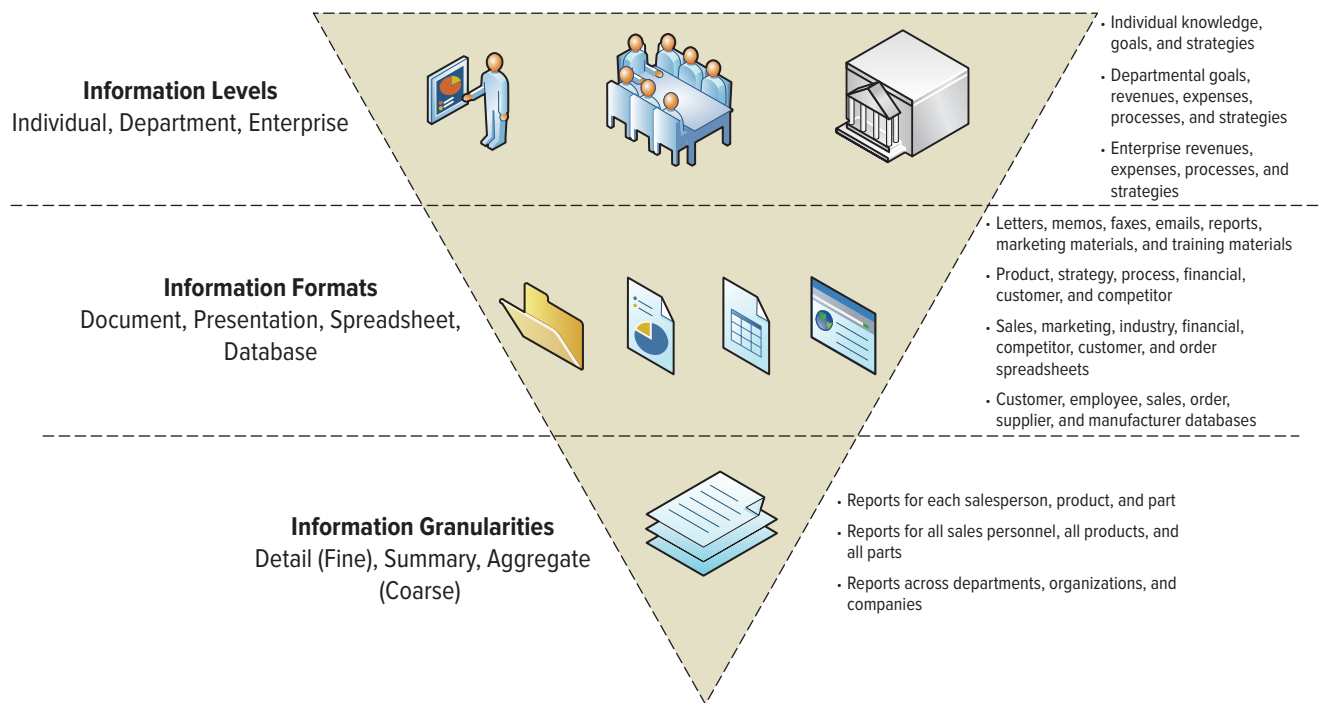 Information Levels
Individual, Department, Enterprise
• Individual knowledge,
goals, and strategies
• Departmental goals,
revenues, expenses,
processes, and strategies
• Enterprise revenues,
expenses, processes, and
strategies
Information Formats
Document, Presentation, Spreadsheet,
Database
• Letters, memos, faxes, emails, reports,
marketing materials, and training materials
• Product, strategy, process, financial,
customer, and competitor
• Sales, marketing, industry, financial,
competitor, customer, and order
spreadsheets
• Customer, employee, sales, order,
supplier, and manufacturer databases
Information Granularities
Detail (Fine), Summary, Aggregate
(Coarse)
• Reports for each salesperson, product, and part
• Reports for all sales personnel, all products, and
all parts
• Reports across departments, organizations, and
companies